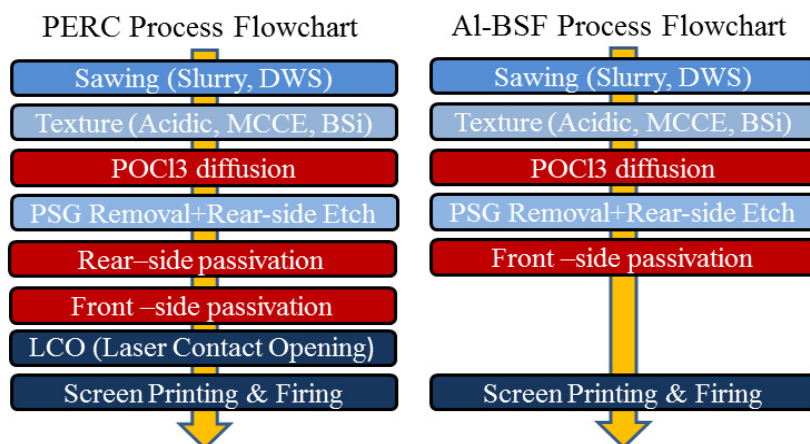 PERC Process Flowchart
Sawing (Slurry, DWS)
Texture (Acidic, MCCE, BSi)
POCl3 diffusion
PSG Removal+Rear-side Etch
Rear–side passivation
Front –side passivation
LCO (Laser Contact Opening)
Screen Printing & Firing
Al-BSF Process Flowchart
Sawing (Slurry, DWS)
Texture (Acidic, MCCE, BSi)
POCl3 diffusion
PSG Removal+Rear-side Etch
Front –side passivation
Screen Printing & Firing